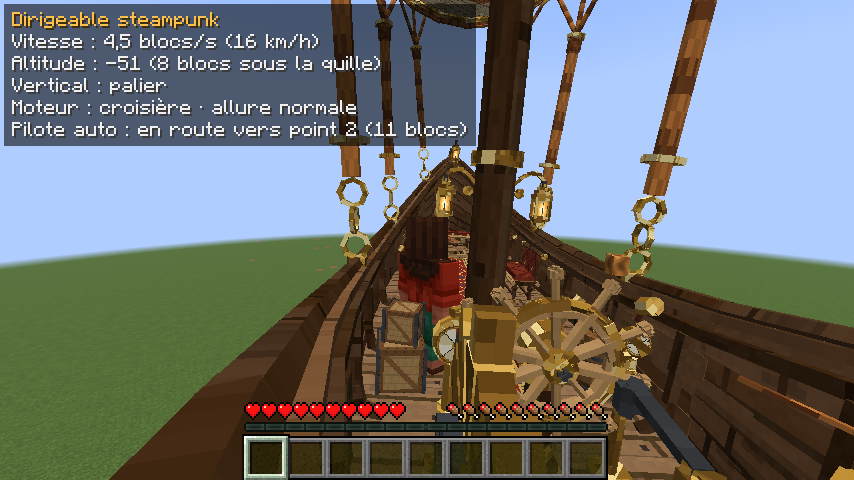 Dirigeable steampunk
Vitesse : 4,5 blocs/s (16 km/h)
Altitude : -51 (8 blocs sous la quille)
Vertical : palier
Moteur : croisière · allure normale
Pilote auto : en route vers point 2 (11 blocs)